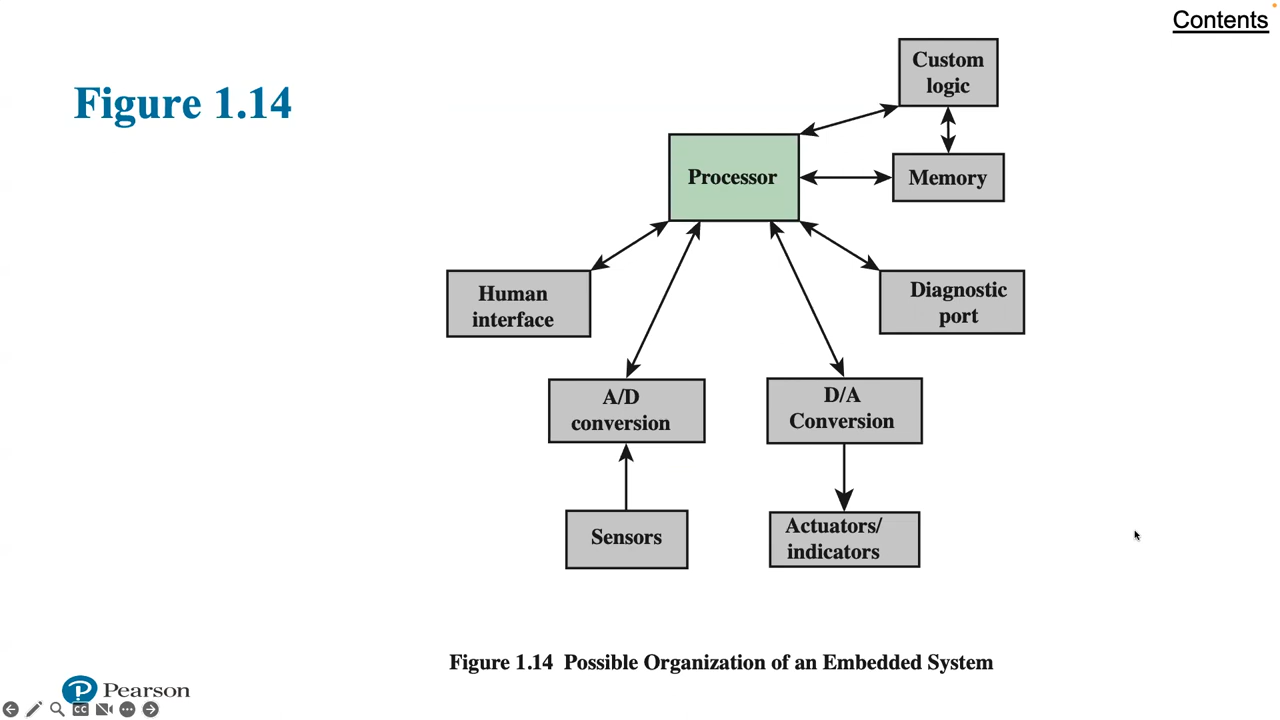 Contents
Figure 1.14
Custom
logic
Processor
Memory
Human
interface
Diagnostic
port
A/D
conversion
D/A
Conversion
Sensors
Actuators/
indicators
Figure 1.14 Possible Organization of an Embedded System
Pearson
CC